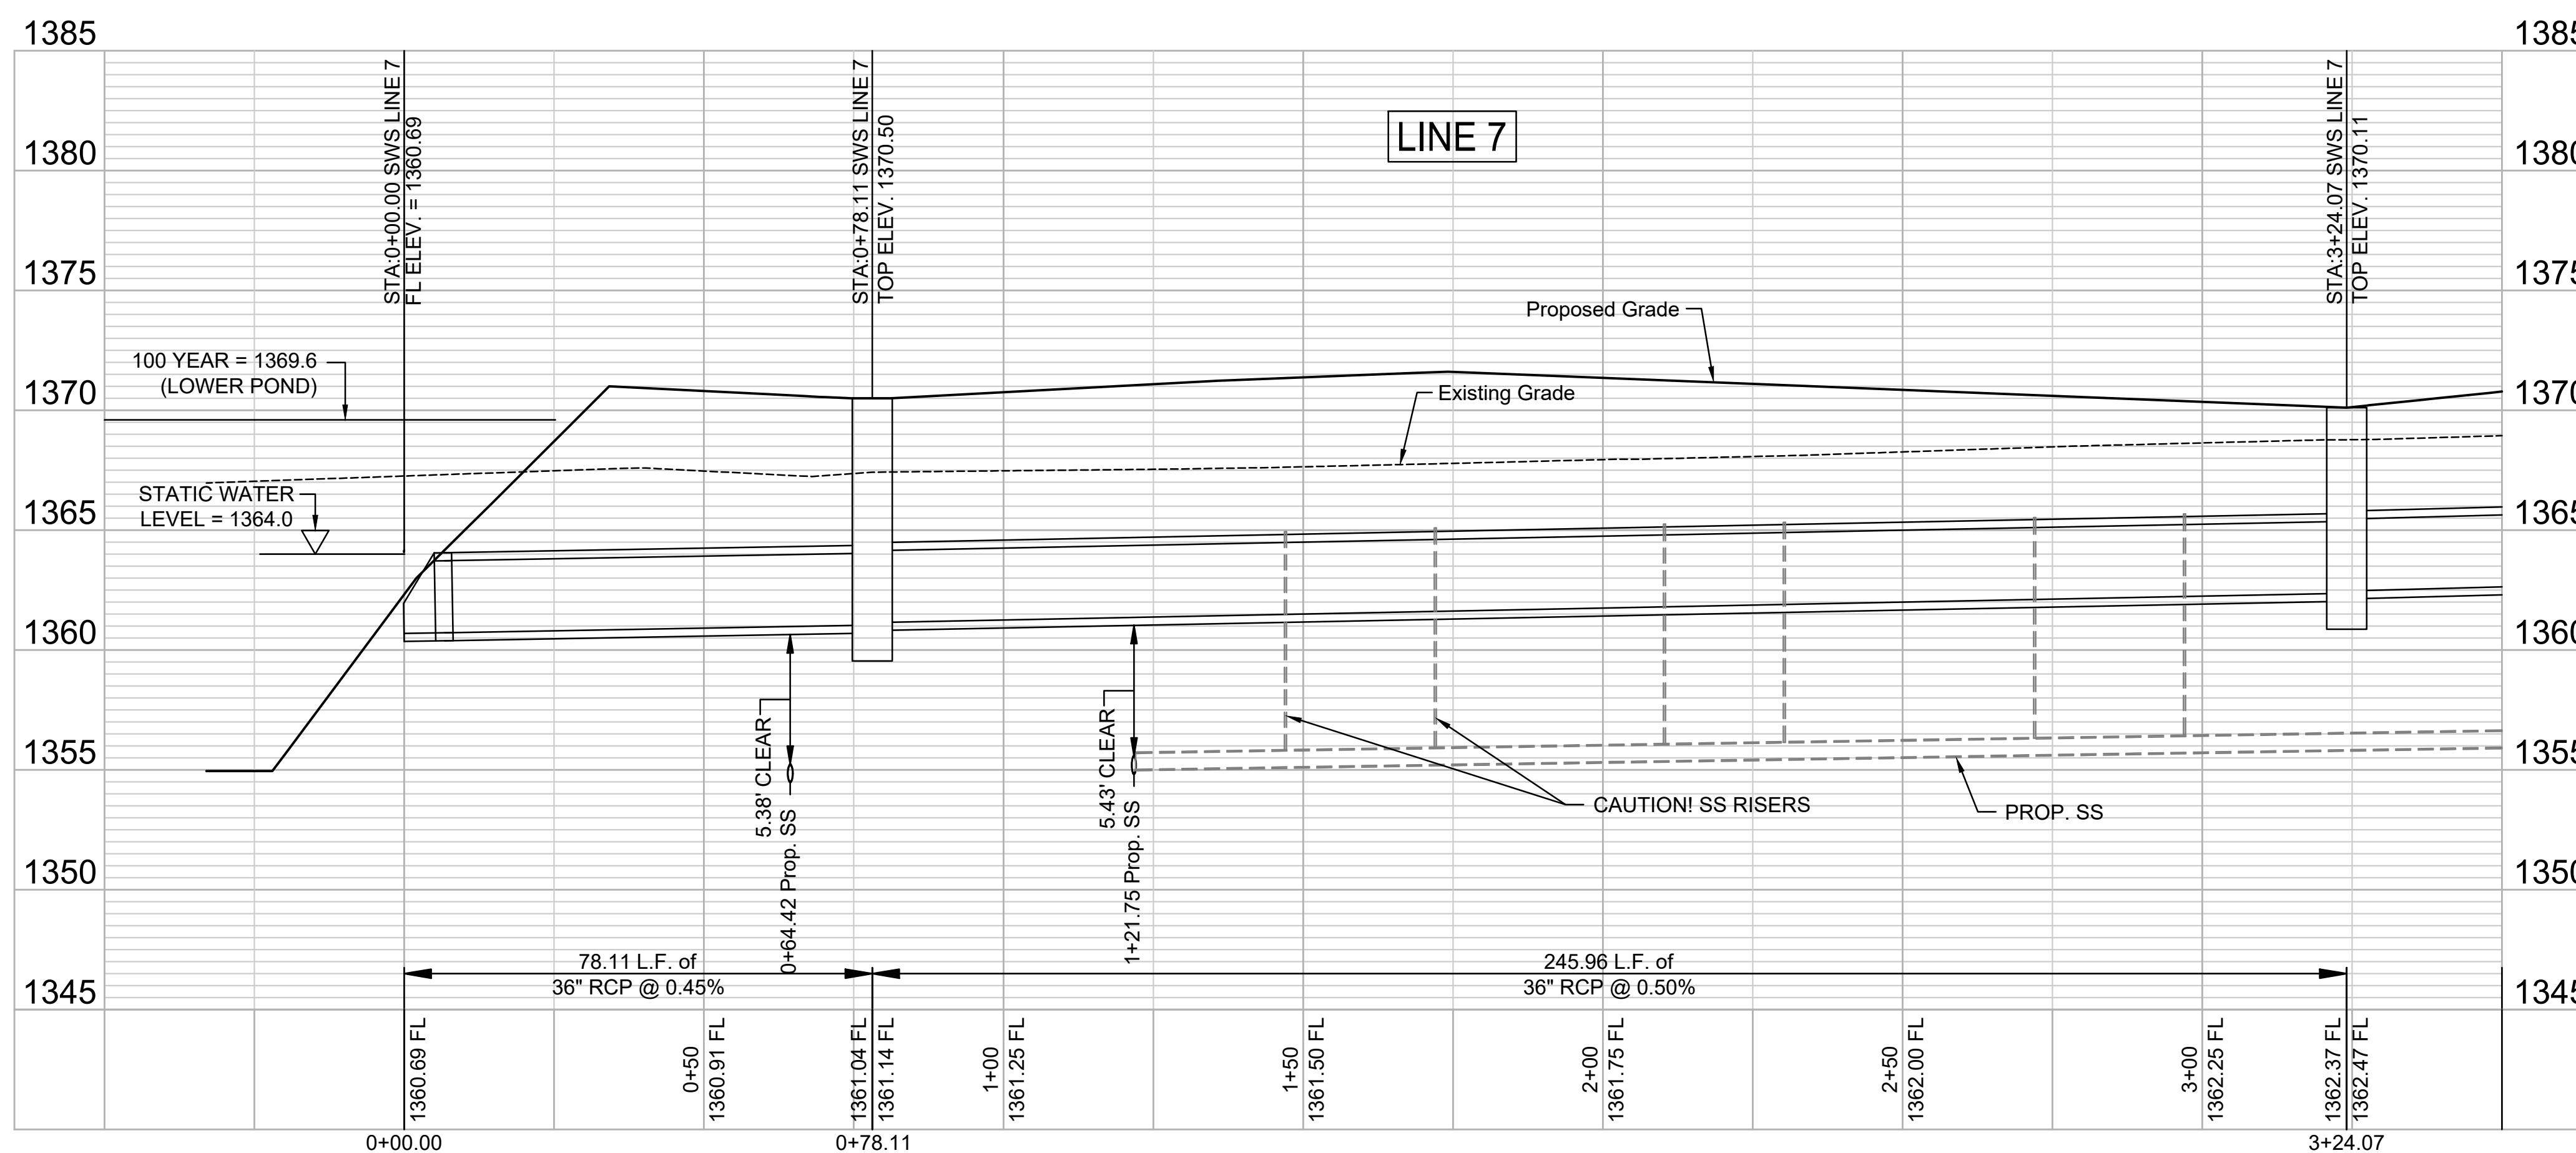 1385
1385
1380
1380
1375
1375
1370
1370
1365
1365
1360
1360
1355
1355
1350
1350
1345
1345
STA:0+00.00 SWS LINE 7
FL ELEV. = 1360.69
STA:0+78.11 SWS LINE 7
TOP ELEV. 1370.50
LINE 7
STA:3+24.07 SWS LINE 7
TOP ELEV. 1370.11
Proposed Grade
100 YEAR = 1369.6
(LOWER POND)
Existing Grade
STATIC WATER
LEVEL = 1364.0
5.38' CLEAR
0+64.42 Prop. SS
5.43' CLEAR
1+21.75 Prop. SS
CAUTION! SS RISERS
PROP. SS
78.11 L.F. of
36" RCP @ 0.45%
245.96 L.F. of
36" RCP @ 0.50%
1360.69 FL
0+50
1360.91 FL
1361.04 FL
1361.14 FL
1+00
1361.25 FL
1+50
1361.50 FL
2+00
1361.75 FL
2+50
1362.00 FL
3+00
1362.25 FL
1362.37 FL
1362.47 FL
0+00.00
0+78.11
3+24.07